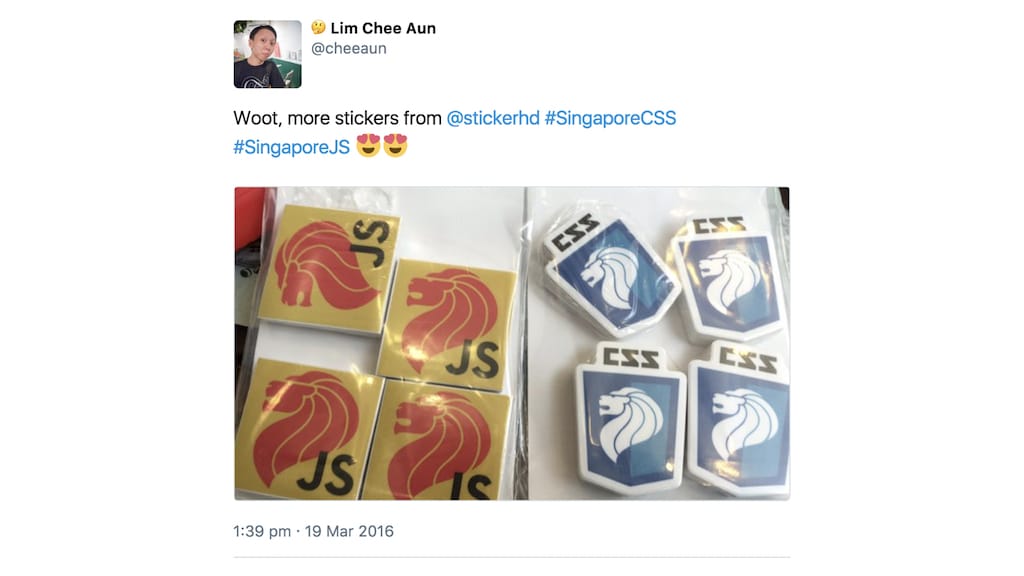 🤔 Lim Chee Aun
@cheeaun
Woot, more stickers from @stickerhd #SingaporeCSS
#SingaporeJS 😍😍
JS
JS
JS
JS
CSS
CSS
CSS
CSS
1:39 pm · 19 Mar 2016